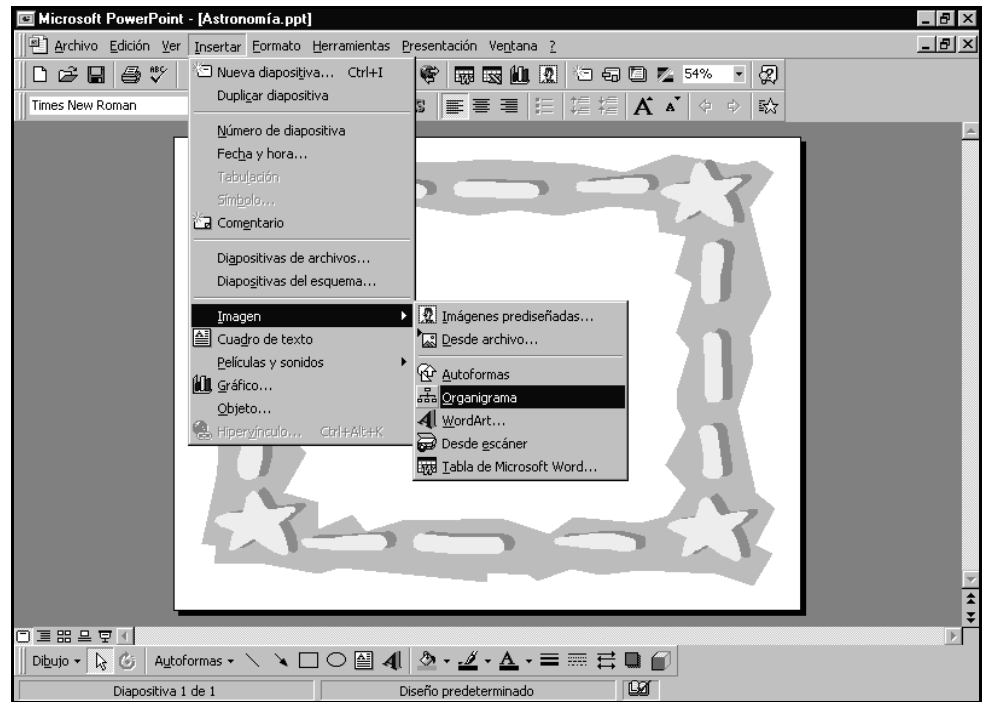 Microsoft PowerPoint - [Astronomía.ppt]
Archivo Edición Ver Insertar Formato Herramientas Presentación Ventana ?
54%
Times New Roman
S A A
Nueva diapositiva... Ctrl+I
Duplicar diapositiva
Número de diapositiva
Fecha y hora...
Tabulación
Símbolo...
Comentario
Diapositivas de archivos...
Diapositivas del esquema...
Imagen
Cuadro de texto
Películas y sonidos
Gráfico...
Objeto...
Hipervínculo... Ctrl+Alt+K
Imágenes prediseñadas...
Desde archivo...
Autoformas
Organigrama
WordArt...
Desde escáner
Tabla de Microsoft Word...
Dibujo Autoformas
Diapositiva 1 de 1 Diseño predeterminado